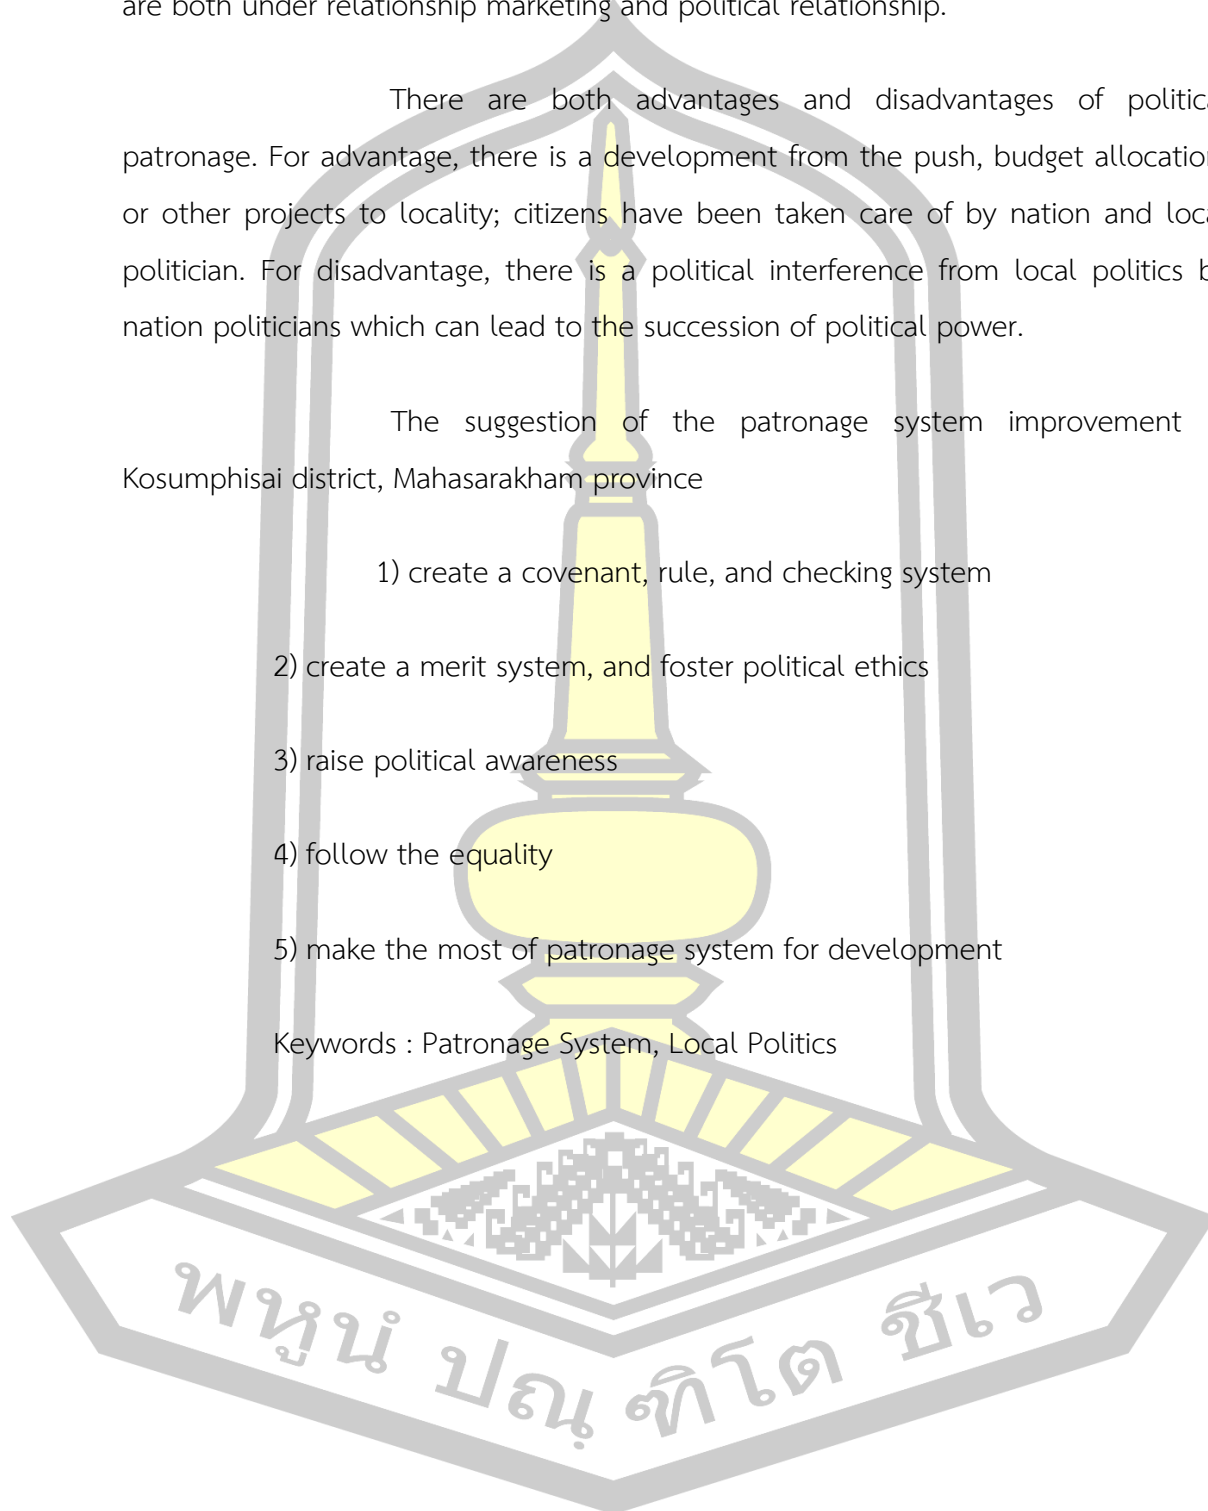 are both under relationship marketing and political relationship.
There are both advantages and disadvantages of politica
patronage. For advantage, there is a development from the push, budget allocation
or other projects to locality; citizens have been taken care of by nation and loca
politician. For disadvantage, there is a political interference from local politics b
nation politicians which can lead to the succession of political power.
The suggestion of the patronage system improvement
Kosumphisai district, Mahasarakham province
1) create a covenant, rule, and checking system
2) create a merit system, and foster political ethics
3) raise political awareness
4) follow the equality
5) make the most of patronage system for development
Keywords : Patronage System, Local Politics
พหูนํ ปณฺฑิโต ชีเว